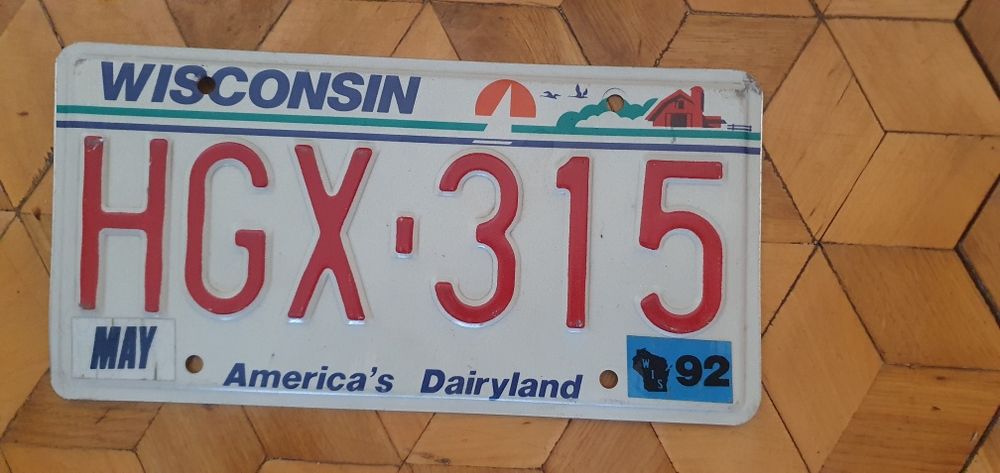 WISCONSIN
HGX·315
MAY
America's Dairyland
WIS 92